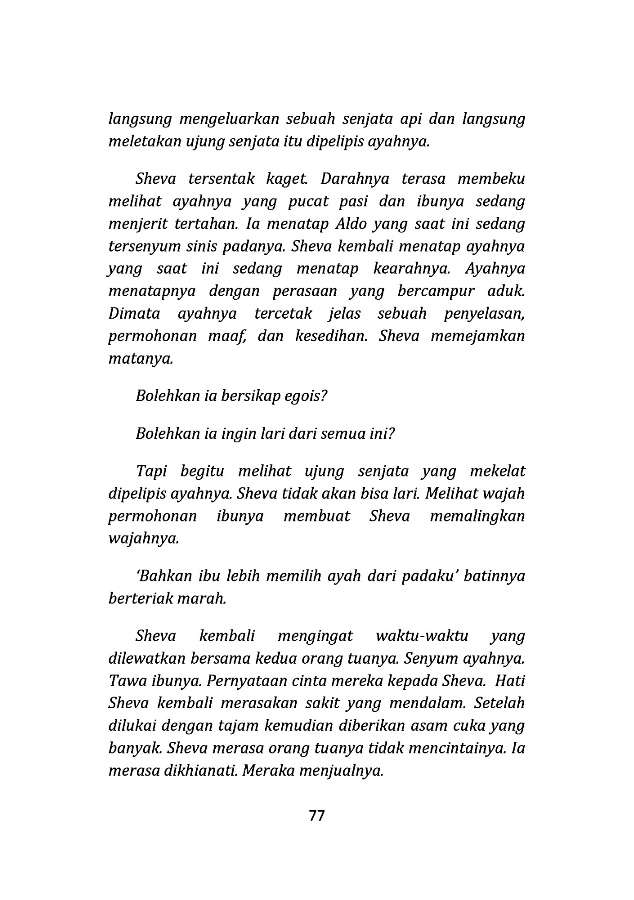 langsung mengeluarkan sebuah senjata api dan langsung
meletakan ujung senjata itu dipelipis ayahnya.
Sheva tersentak kaget. Darahnya terasa membeku
melihat ayahnya yang pucat pasi dan ibunya sedang
menjerit tertahan. Ia menatap Aldo yang saat ini sedang
tersenyum sinis padanya. Sheva kembali menatap ayahnya
yang saat ini sedang menatap kearahnya. Ayahnya
menatapnya dengan perasaan yang bercampur aduk.
Dimata ayahnya tercetak jelas sebuah penyelasan,
permohonan maaf, dan kesedihan. Sheva memejamkan
matanya.
Bolehkan ia bersikap egois?
Bolehkan ia ingin lari dari semua ini?
Tapi begitu melihat ujung senjata yang mekelat
dipelipis ayahnya. Sheva tidak akan bisa lari. Melihat wajah
permohonan ibunya membuat Sheva memalingkan
wajahnya.
‘Bahkan ibu lebih memilih ayah dari padaku’ batinnya
berteriak marah.
Sheva kembali mengingat waktu-waktu yang
dilewatkan bersama kedua orang tuanya. Senyum ayahnya.
Tawa ibunya. Pernyataan cinta mereka kepada Sheva. Hati
Sheva kembali merasakan sakit yang mendalam. Setelah
dilukai dengan tajam kemudian diberikan asam cuka yang
banyak. Sheva merasa orang tuanya tidak mencintainya. Ia
merasa dikhianati. Meraka menjualnya.
77